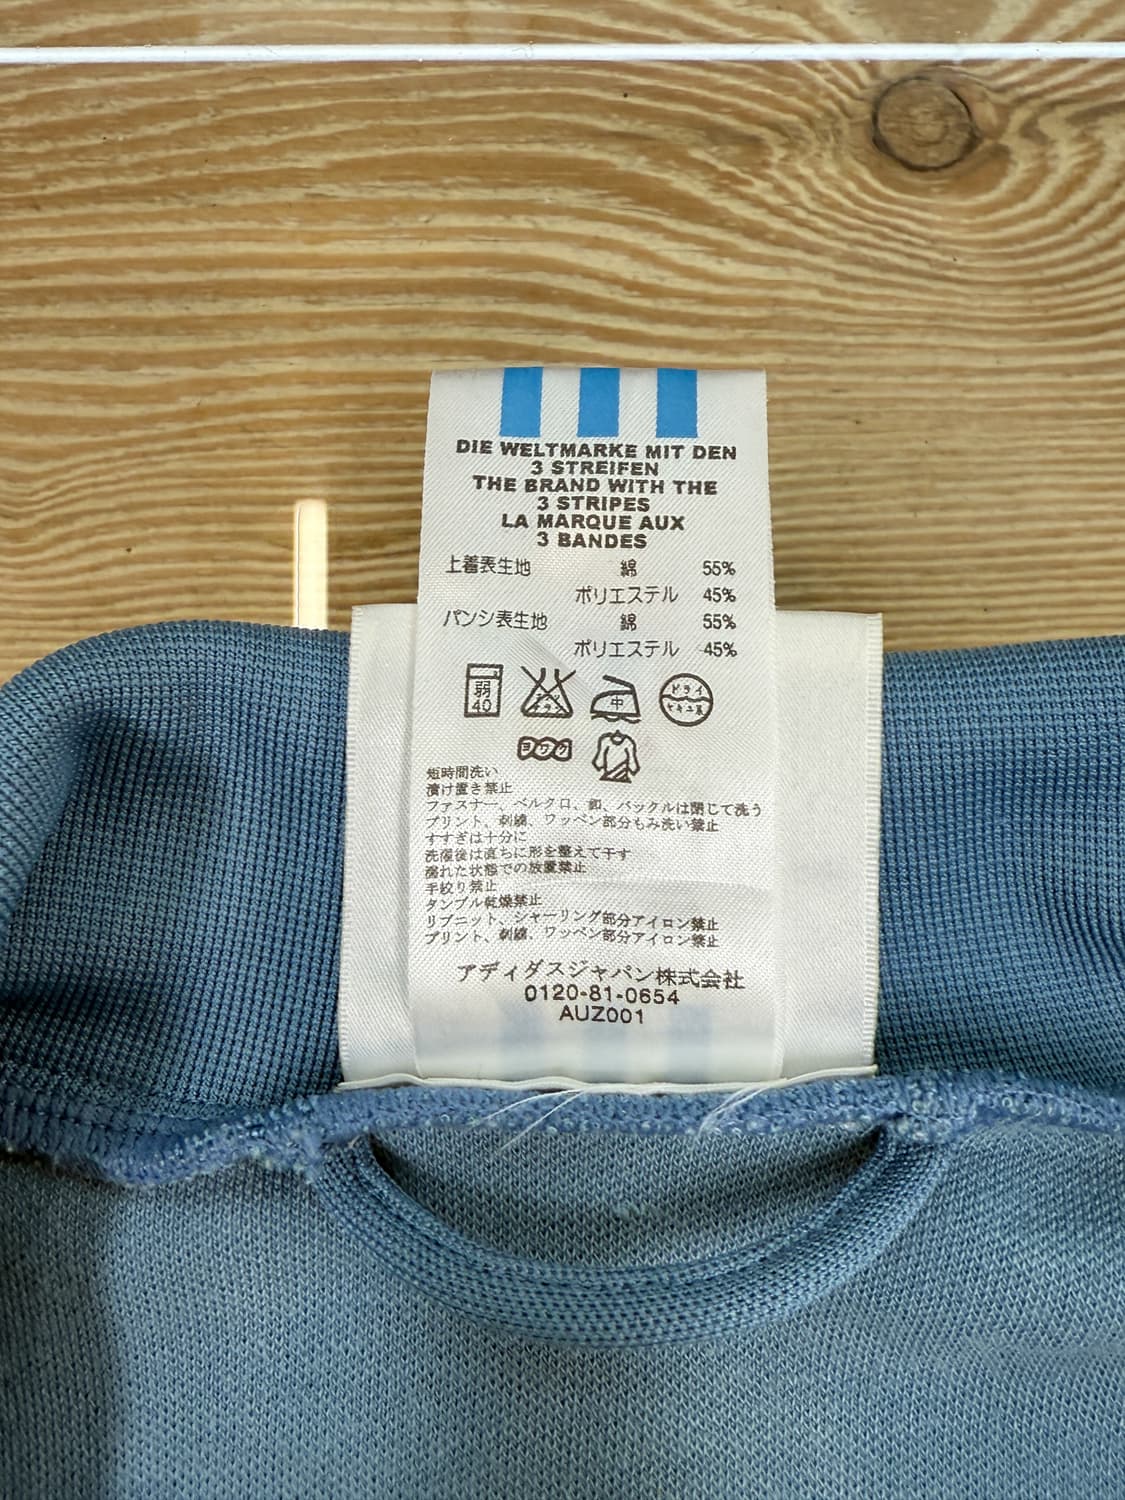 DIE WELTMARKE MIT DEN
3 STREIFEN
THE BRAND WITH THE
3 STRIPES
LA MARQUE AUX
3 BANDES
上着表生地 綿 55%
ポリエステル 45%
パンシ表生地 綿 55%
ポリエステル 45%
弱 40 中 ドライ
ヨワク
短時間洗い
漬け置き禁止
ファスナー、ベルクロ、釦、バックルは閉じて洗う
プリント、刺繍、ワッペン部分もみ洗い禁止
すすぎは十分に
洗濯後は直ちに形を整えて干す
濡れた状態での放置禁止
手絞り禁止
タンブル乾燥禁止
リブニット、シャーリング部分アイロン禁止
プリント、刺繍、ワッペン部分アイロン禁止
アディダスジャパン株式会社
0120-81-0654
AUZ001